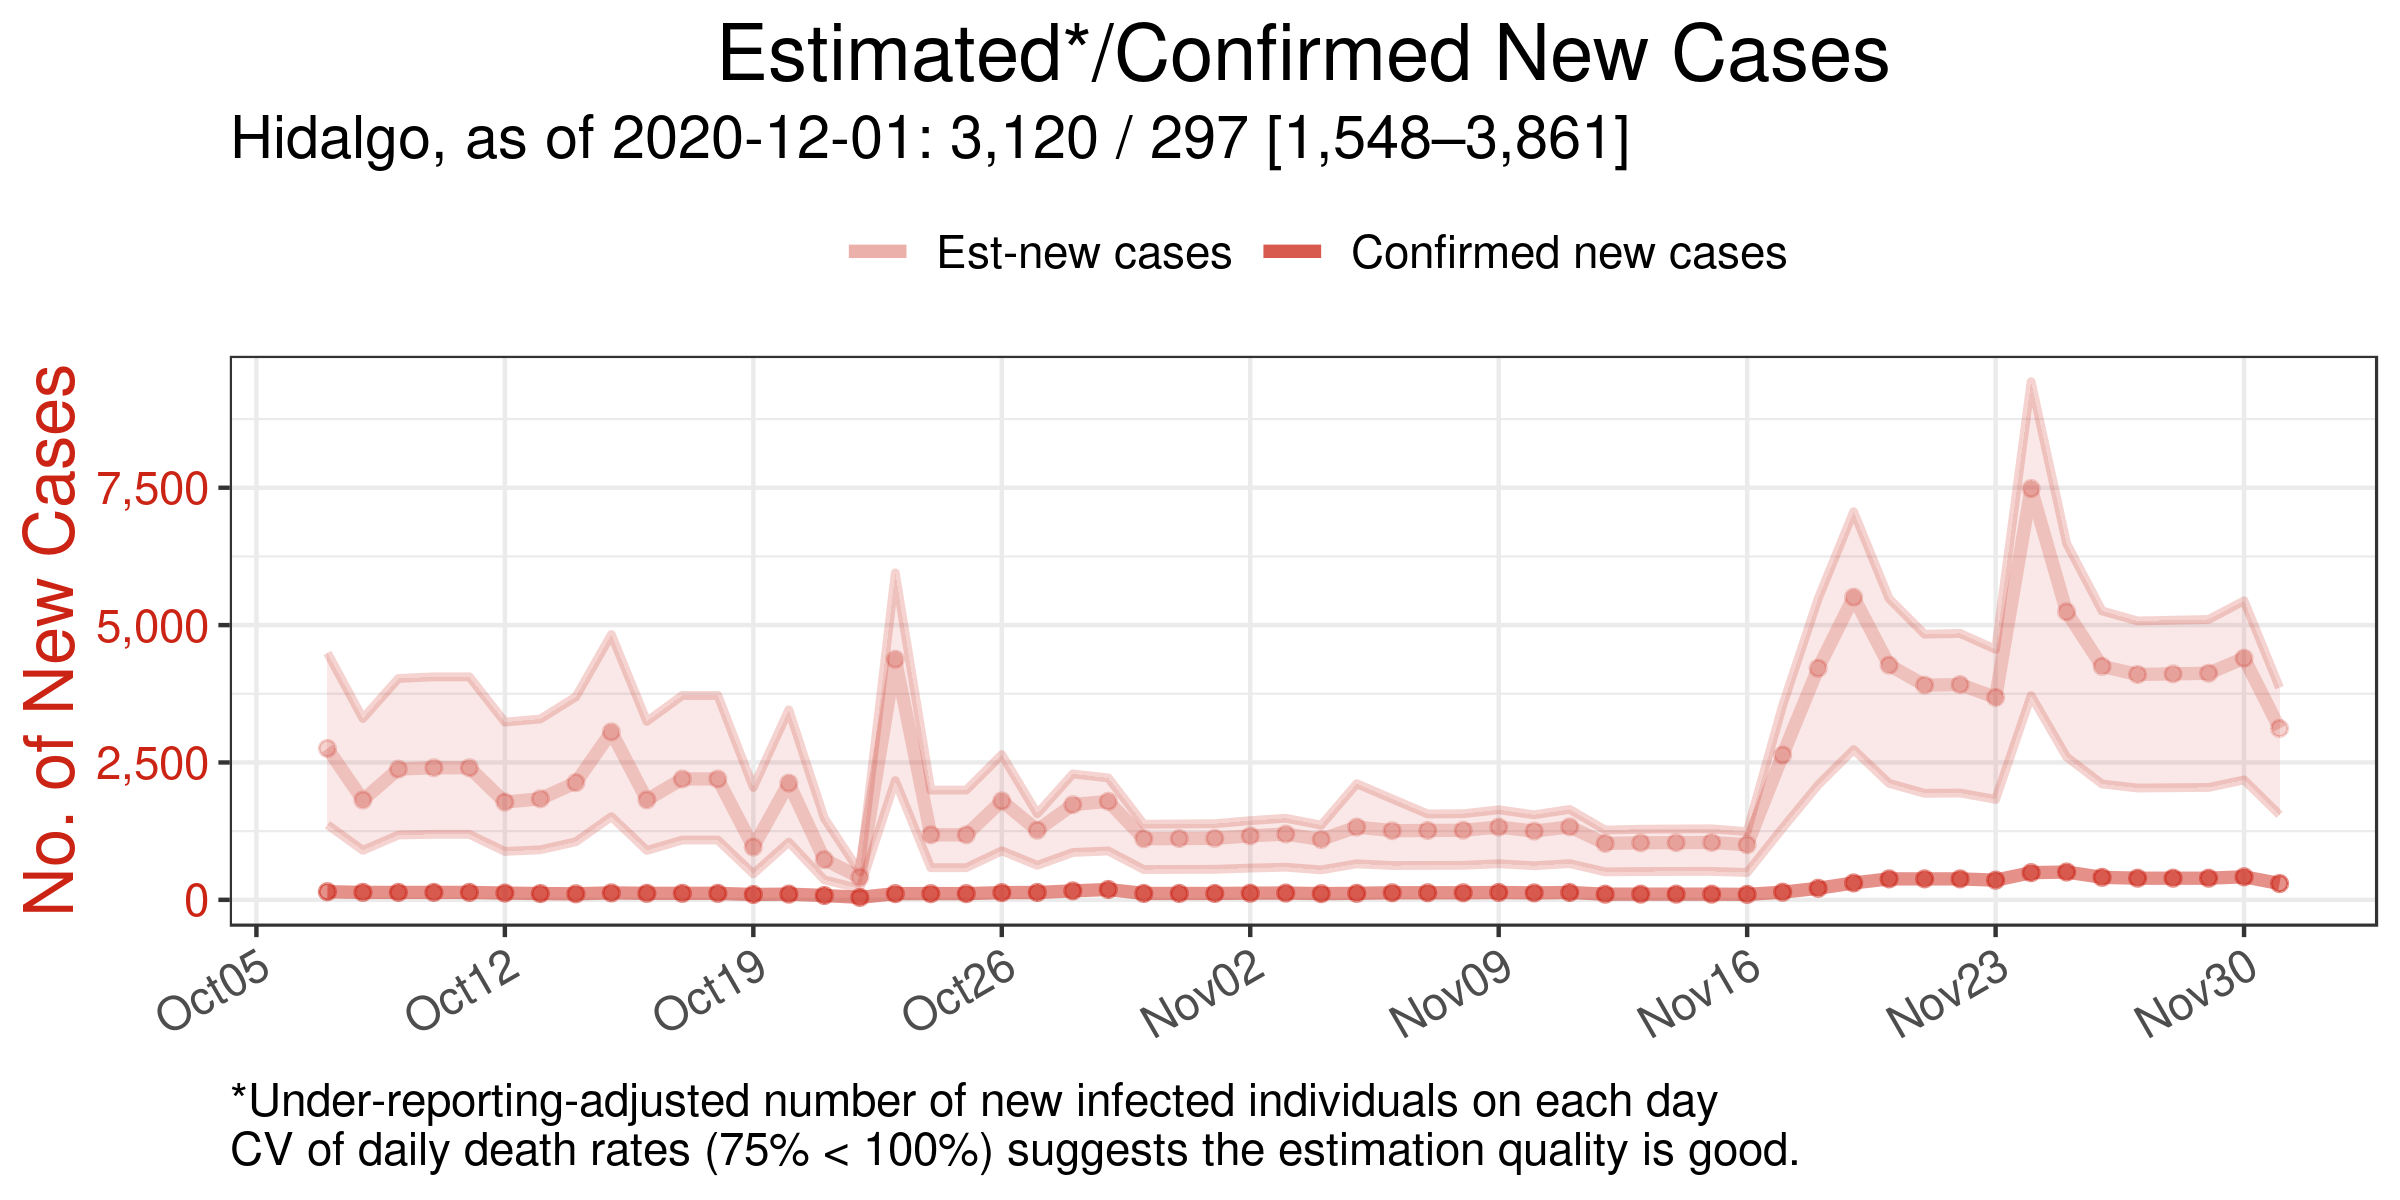 Estimated*/Confirmed New Cases
Hidalgo, as of 2020-12-01: 3,120 / 297 [1,548–3,861]
Est-new cases Confirmed new cases
No. of New Cases
7,500
5,000
2,500
0
Oct05 Oct12 Oct19 Oct26 Nov02 Nov09 Nov16 Nov23 Nov30
*Under-reporting-adjusted number of new infected individuals on each day
CV of daily death rates (75% < 100%) suggests the estimation quality is good.